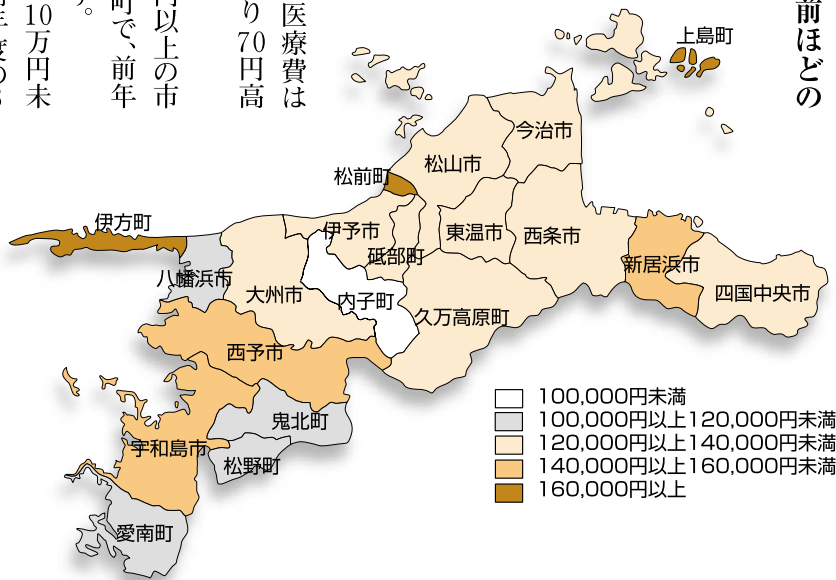 前ほどの
医療費は
り70円高
円以上の市
町で、前年
。
10万円未
上島町
今治市
松山市
松前町
伊予市
東温市
西条市
砥部町
新居浜市
四国中央市
伊方町
八幡浜市
大州市
内子町
久万高原町
西予市
鬼北町
宇和島市
松野町
愛南町
100,000円未満
100,000円以上120,000円未満
120,000円以上140,000円未満
140,000円以上160,000円未満
160,000円以上